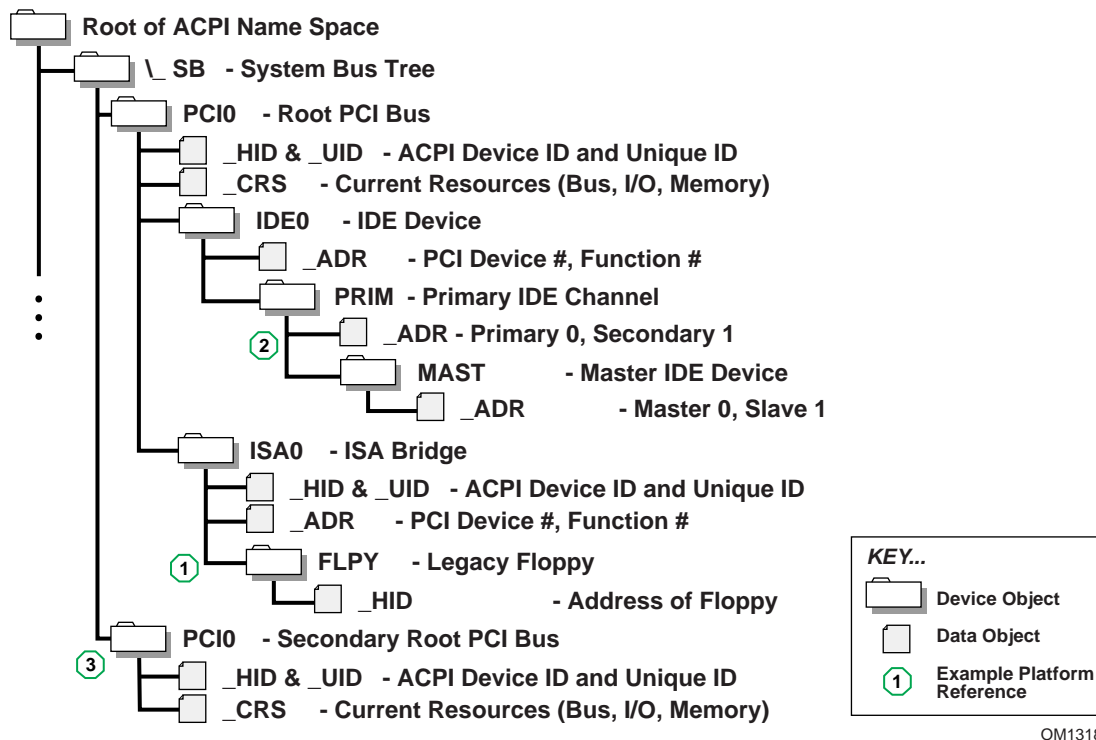 Root of ACPI Name Space
\_ SB - System Bus Tree
PCI0 - Root PCI Bus
_HID & _UID - ACPI Device ID and Unique ID
_CRS - Current Resources (Bus, I/O, Memory)
IDE0 - IDE Device
_ADR - PCI Device #, Function #
PRIM - Primary IDE Channel
2
_ADR - Primary 0, Secondary 1
MAST - Master IDE Device
_ADR - Master 0, Slave 1
ISA0 - ISA Bridge
_HID & _UID - ACPI Device ID and Unique ID
_ADR - PCI Device #, Function #
1
FLPY - Legacy Floppy
_HID - Address of Floppy
3
PCI0 - Secondary Root PCI Bus
_HID & _UID - ACPI Device ID and Unique ID
_CRS - Current Resources (Bus, I/O, Memory)
KEY...
Device Object
Data Object
1
Example Platform
Reference
OM1318